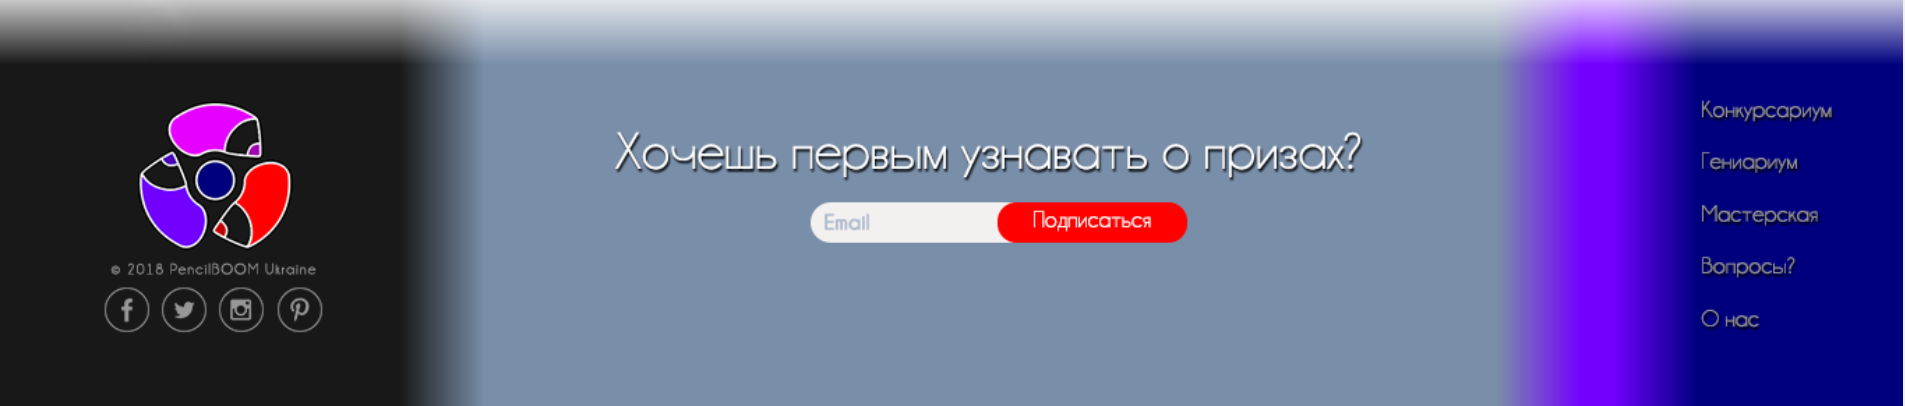 © 2018 PencilBOOM Ukraine
Хочешь первым узнавать о призах?
Email
Подписаться
Конкурсариум
Гениариум
Мастерская
Вопросы?
О нас